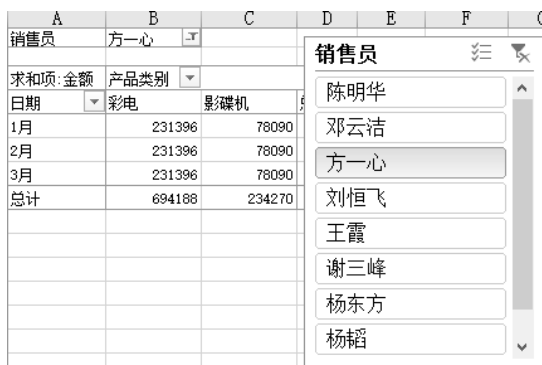 A B C D E F
销售员 方一心
求和项:金额 产品类别
日期 彩电 影碟机
1月 231396 78090
2月 231396 78090
3月 231396 78090
总计 694188 234270
销售员
陈明华
邓云洁
方一心
刘恒飞
王霞
谢三峰
杨东方
杨韬